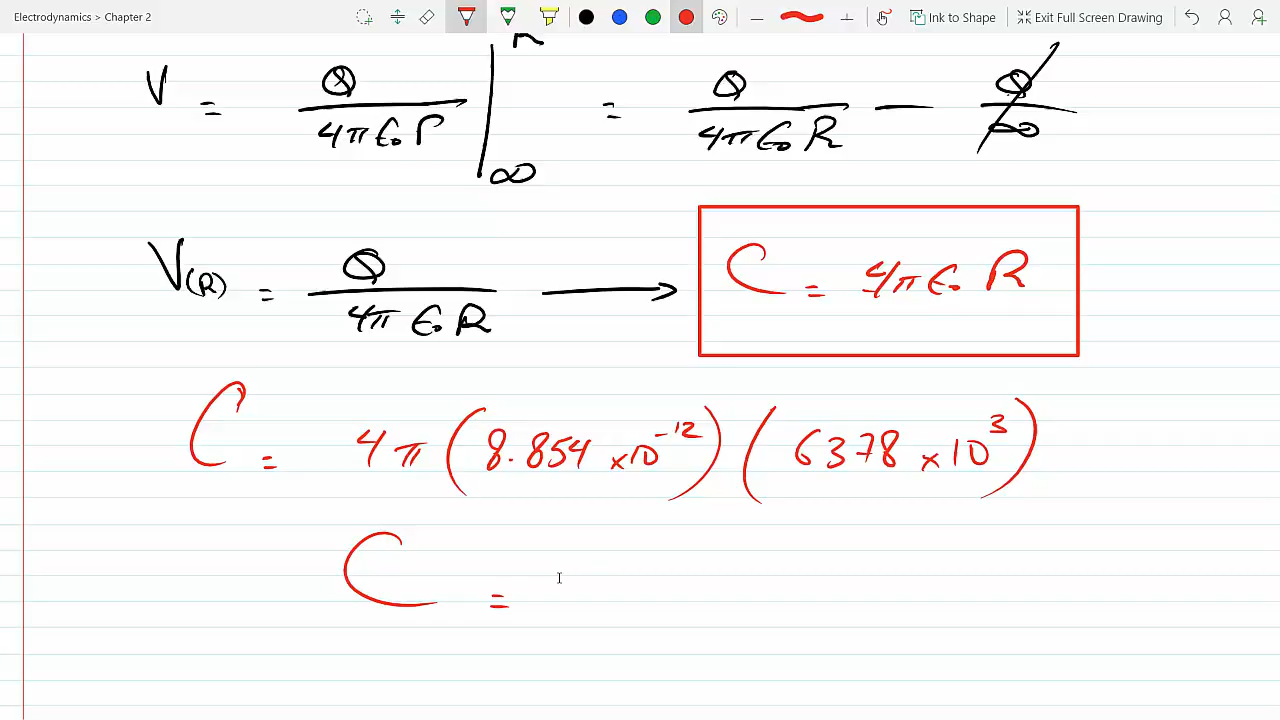 Electrodynamics > Chapter 2
Ink to Shape
Exit Full Screen Drawing
V = Q / 4πε₀r |_∞^R = Q / 4πε₀R − Q / ∞
V(R) = Q / 4πε₀R ⟶ C = 4πε₀R
C = 4π (8.854 ×10⁻¹²) (6378 ×10³)
C =